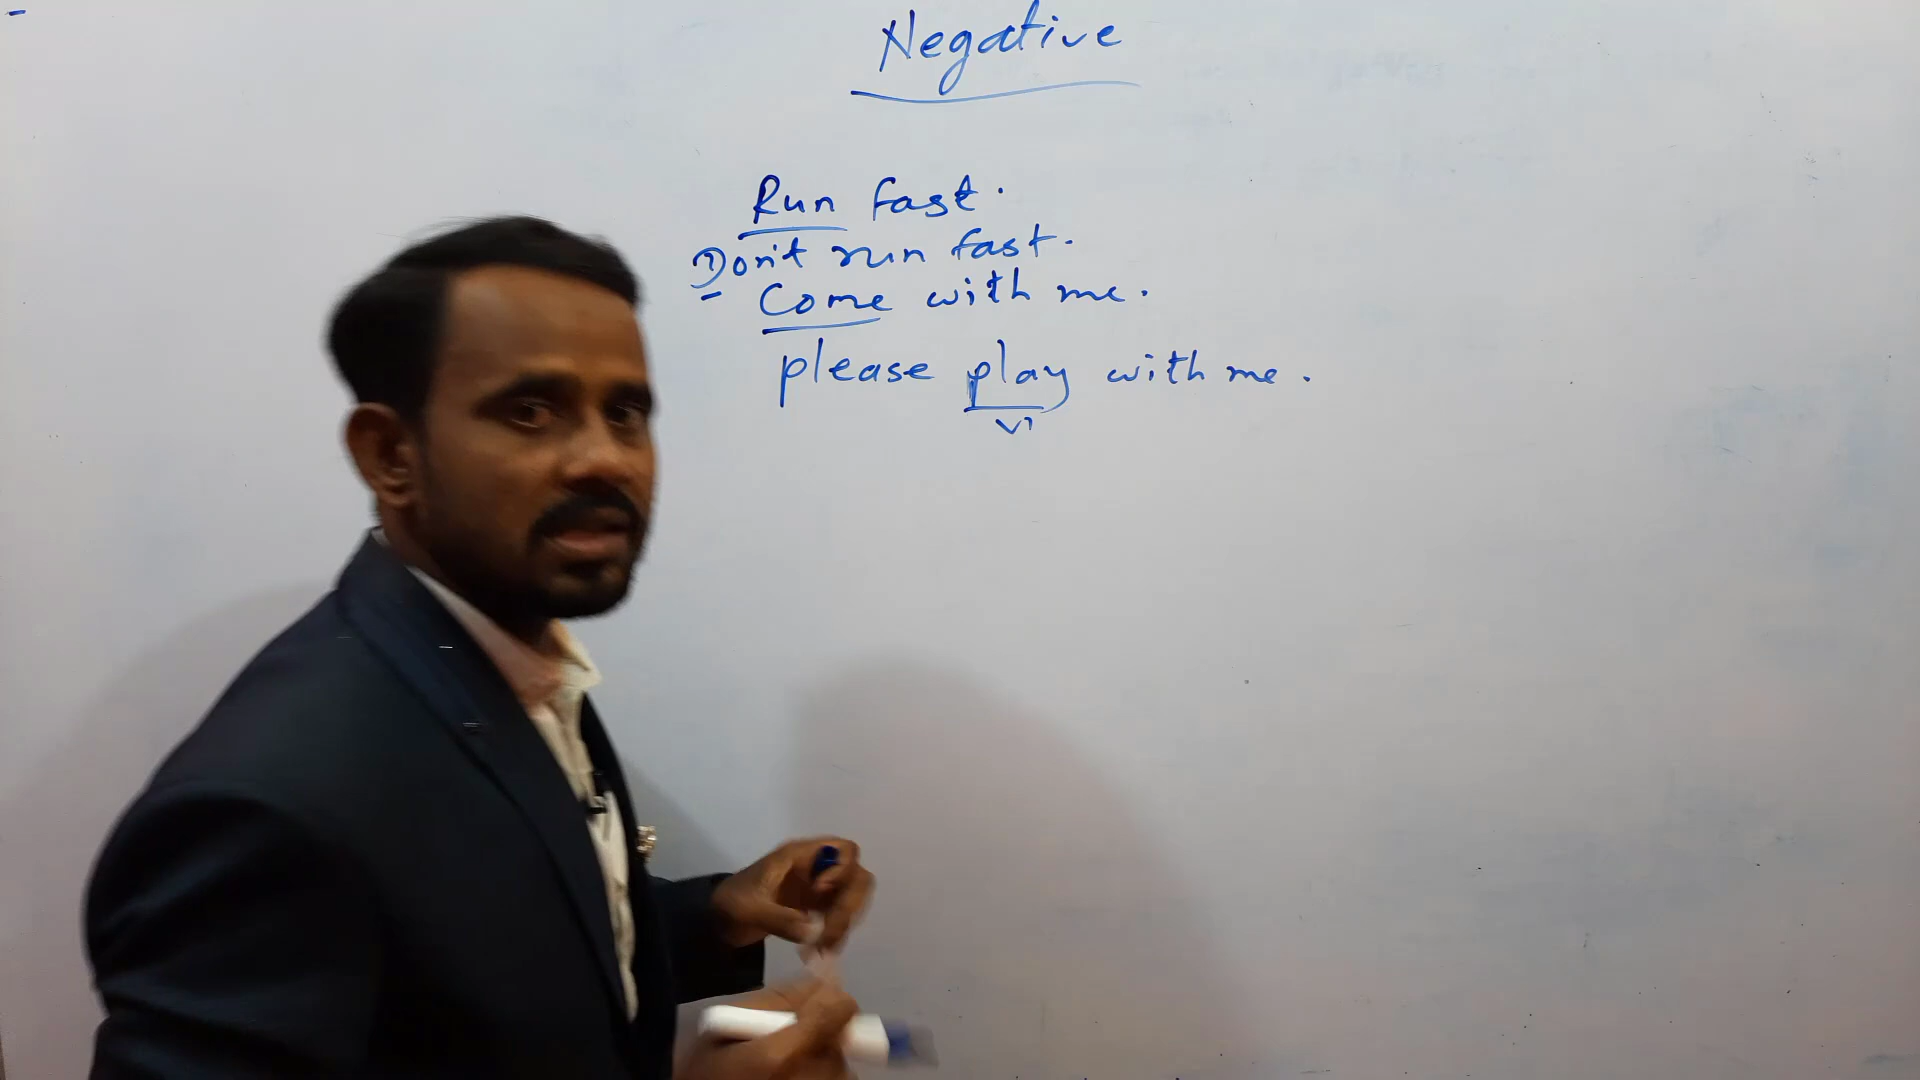 Negative
Run fast.
Don't run fast.
- Come with me.
please play with me.
V1